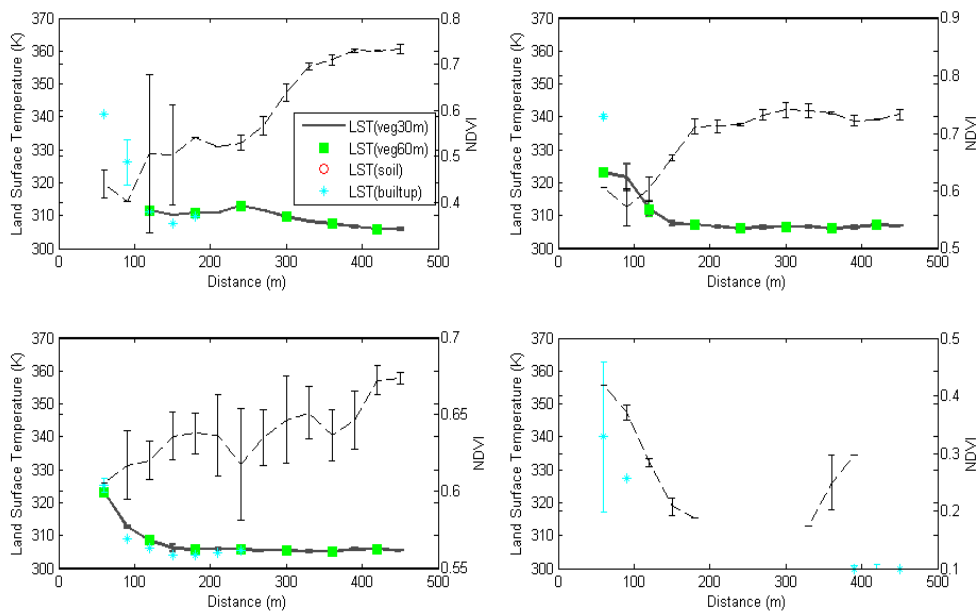 370
360
350
340
330
320
310
300
Land Surface Temperature (K)
0.8
0.7
0.6
0.5
0.4
NDVI
LST(veg30m)
LST(veg60m)
LST(soil)
LST(builtup)
0 100 200 300 400 500
Distance (m)
370
360
350
340
330
320
310
300
Land Surface Temperature (K)
0.9
0.8
0.7
0.6
0.5
NDVI
0 100 200 300 400 500
Distance (m)
370
360
350
340
330
320
310
300
Land Surface Temperature (K)
0.7
0.65
0.6
0.55
NDVI
0 100 200 300 400 500
Distance (m)
370
360
350
340
330
320
310
300
Land Surface Temperature (K)
0.5
0.4
0.3
0.2
0.1
NDVI
0 100 200 300 400 500
Distance (m)